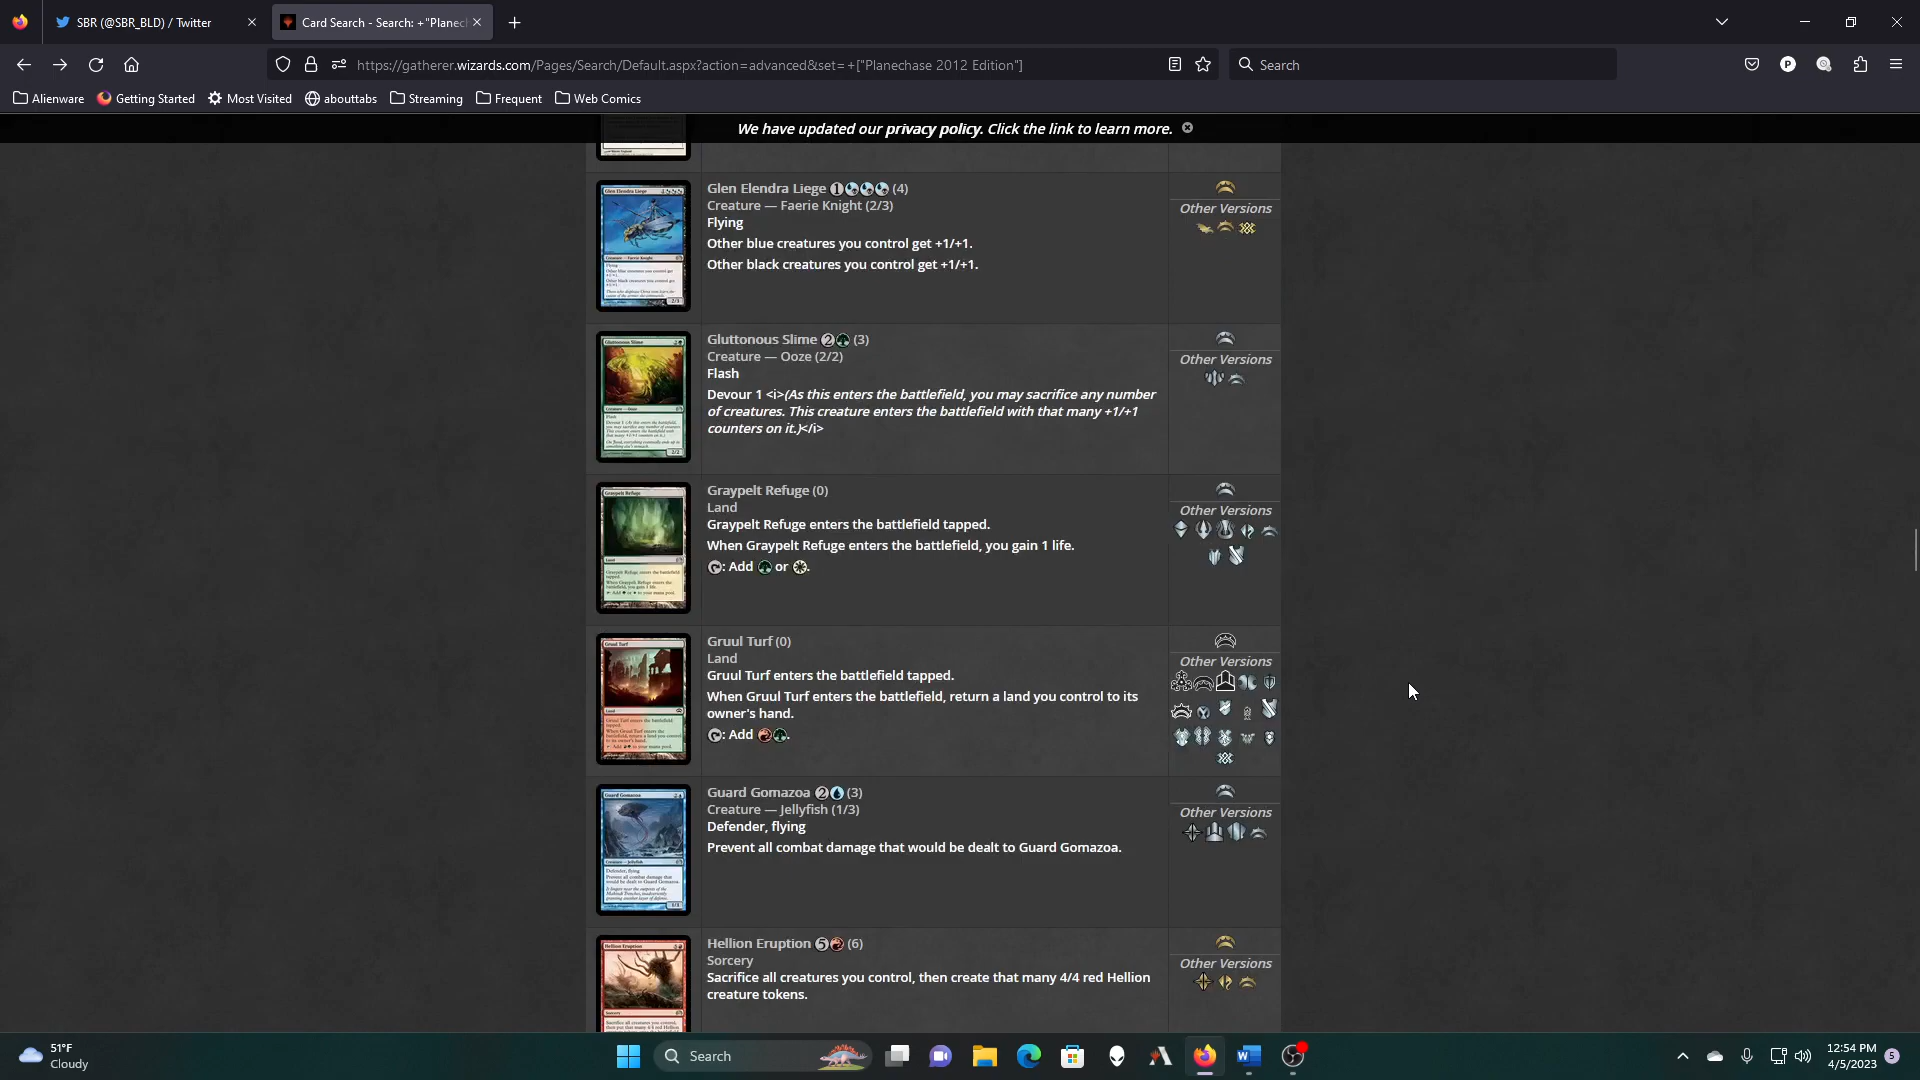 SBR (@SBR_BLD) / Twitter
Card Search - Search: +"Planec
https://gatherer.wizards.com/Pages/Search/Default.aspx?action=advanced&set=+["Planechase 2012 Edition"]
Search
Alienware
Getting Started
Most Visited
abouttabs
Streaming
Frequent
Web Comics
We have updated our privacy policy. Click the link to learn more.
Glen Elendra Liege 1 (4)
Creature — Faerie Knight (2/3)
Flying
Other blue creatures you control get +1/+1.
Other black creatures you control get +1/+1.
Other Versions
Gluttonous Slime 2 (3)
Creature — Ooze (2/2)
Flash
Devour 1 <i>(As this enters the battlefield, you may sacrifice any number
of creatures. This creature enters the battlefield with that many +1/+1
counters on it.)</i>
Other Versions
Graypelt Refuge (0)
Land
Graypelt Refuge enters the battlefield tapped.
When Graypelt Refuge enters the battlefield, you gain 1 life.
: Add or .
Other Versions
Gruul Turf (0)
Land
Gruul Turf enters the battlefield tapped.
When Gruul Turf enters the battlefield, return a land you control to its
owner's hand.
: Add .
Other Versions
Guard Gomazoa 2 (3)
Creature — Jellyfish (1/3)
Defender, flying
Prevent all combat damage that would be dealt to Guard Gomazoa.
Other Versions
Hellion Eruption 5 (6)
Sorcery
Sacrifice all creatures you control, then create that many 4/4 red Hellion
creature tokens.
Other Versions
51°F
Cloudy
Search
12:54 PM
4/5/2023
5